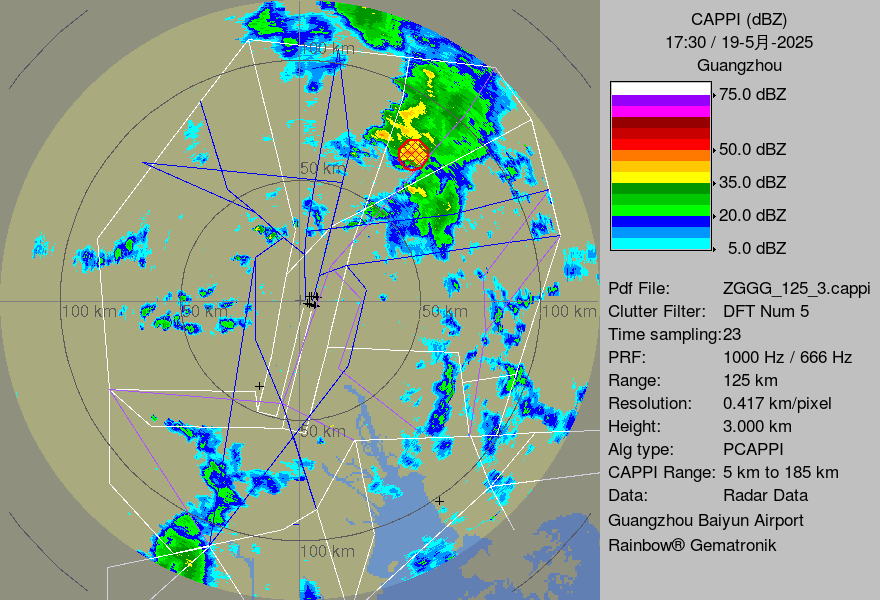 CAPPI (dBZ)
17:30 / 19-5月-2025
Guangzhou
75.0 dBZ
50.0 dBZ
35.0 dBZ
20.0 dBZ
5.0 dBZ
100 km
50 km
100 km
50 km
50 km
100 km
50 km
100 km
Pdf File: ZGGG_125_3.cappi
Clutter Filter: DFT Num 5
Time sampling:23
PRF: 1000 Hz / 666 Hz
Range: 125 km
Resolution: 0.417 km/pixel
Height: 3.000 km
Alg type: PCAPPI
CAPPI Range: 5 km to 185 km
Data: Radar Data
Guangzhou Baiyun Airport
Rainbow® Gematronik